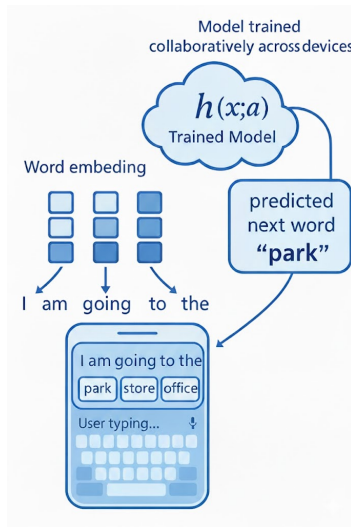 Model trained
collaboratively across devices
h(x;a)
Trained Model
Word embeding
predicted
next word
“park”
I am going to the
I am going to the
park store office
User typing...